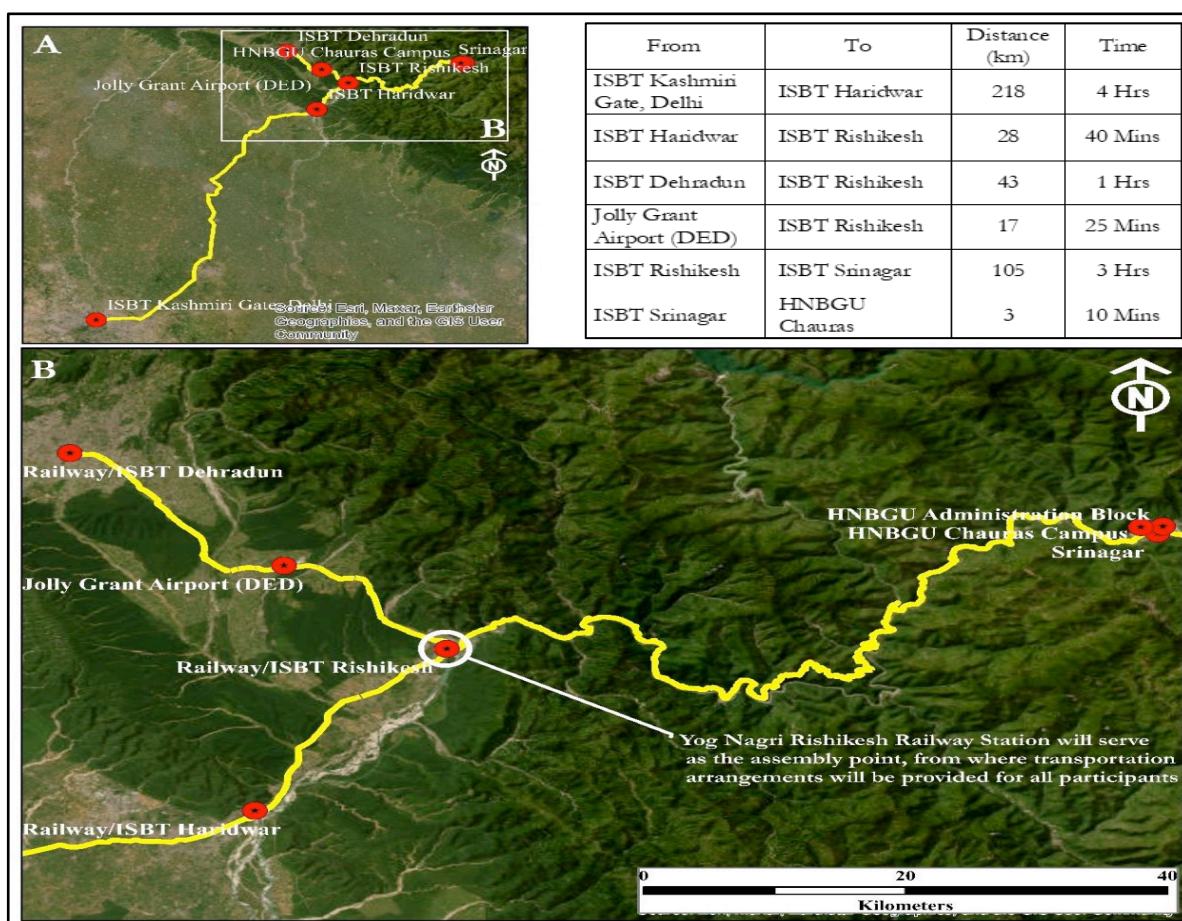 A
ISBT Dehradun
HNBGU Chauras Campus
Srinagar
ISBT Rishikesh
Jolly Grant Airport (DED)
ISBT Haridwar
B
N
ISBT Kashmiri Gate, Delhi
Source: Esri, Maxar, Earthstar
Geographics, and the GIS User
Community
From To Distance (km) Time
ISBT Kashmiri Gate, Delhi ISBT Haridwar 218 4 Hrs
ISBT Haridwar ISBT Rishikesh 28 40 Mins
ISBT Dehradun ISBT Rishikesh 43 1 Hrs
Jolly Grant Airport (DED) ISBT Rishikesh 17 25 Mins
ISBT Rishikesh ISBT Srinagar 105 3 Hrs
ISBT Srinagar HNBGU Chauras 3 10 Mins
B
N
Railway/ISBT Dehradun
HNBGU Administration Block
HNBGU Chauras Campus
Srinagar
Jolly Grant Airport (DED)
Railway/ISBT Rishikesh
Yog Nagri Rishikesh Railway Station will serve
as the assembly point, from where transportation
arrangements will be provided for all participants
Railway/ISBT Haridwar
0 20 40
Kilometers